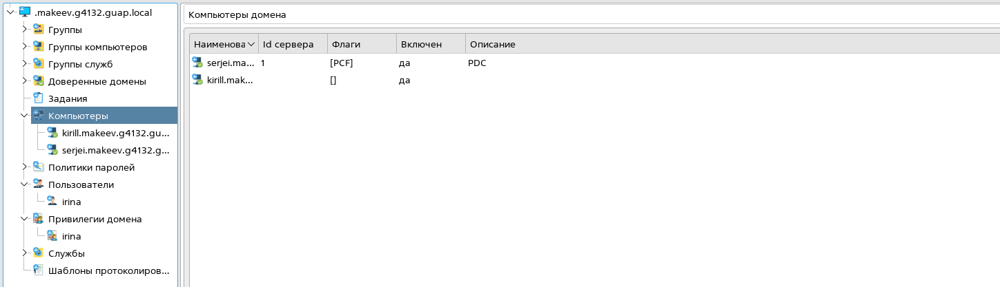 .makeev.g4132.guap.local
Группы
Группы компьютеров
Группы служб
Доверенные домены
Задания
Компьютеры
kirill.makeev.g4132.gu...
serjei.makeev.g4132.g...
Политики паролей
Пользователи
irina
Привилегии домена
irina
Службы
Шаблоны протоколиров...
Компьютеры домена
Наименова Id сервера Флаги Включен Описание
serjei.ma... 1 [PCF] да PDC
kirill.mak... [] да